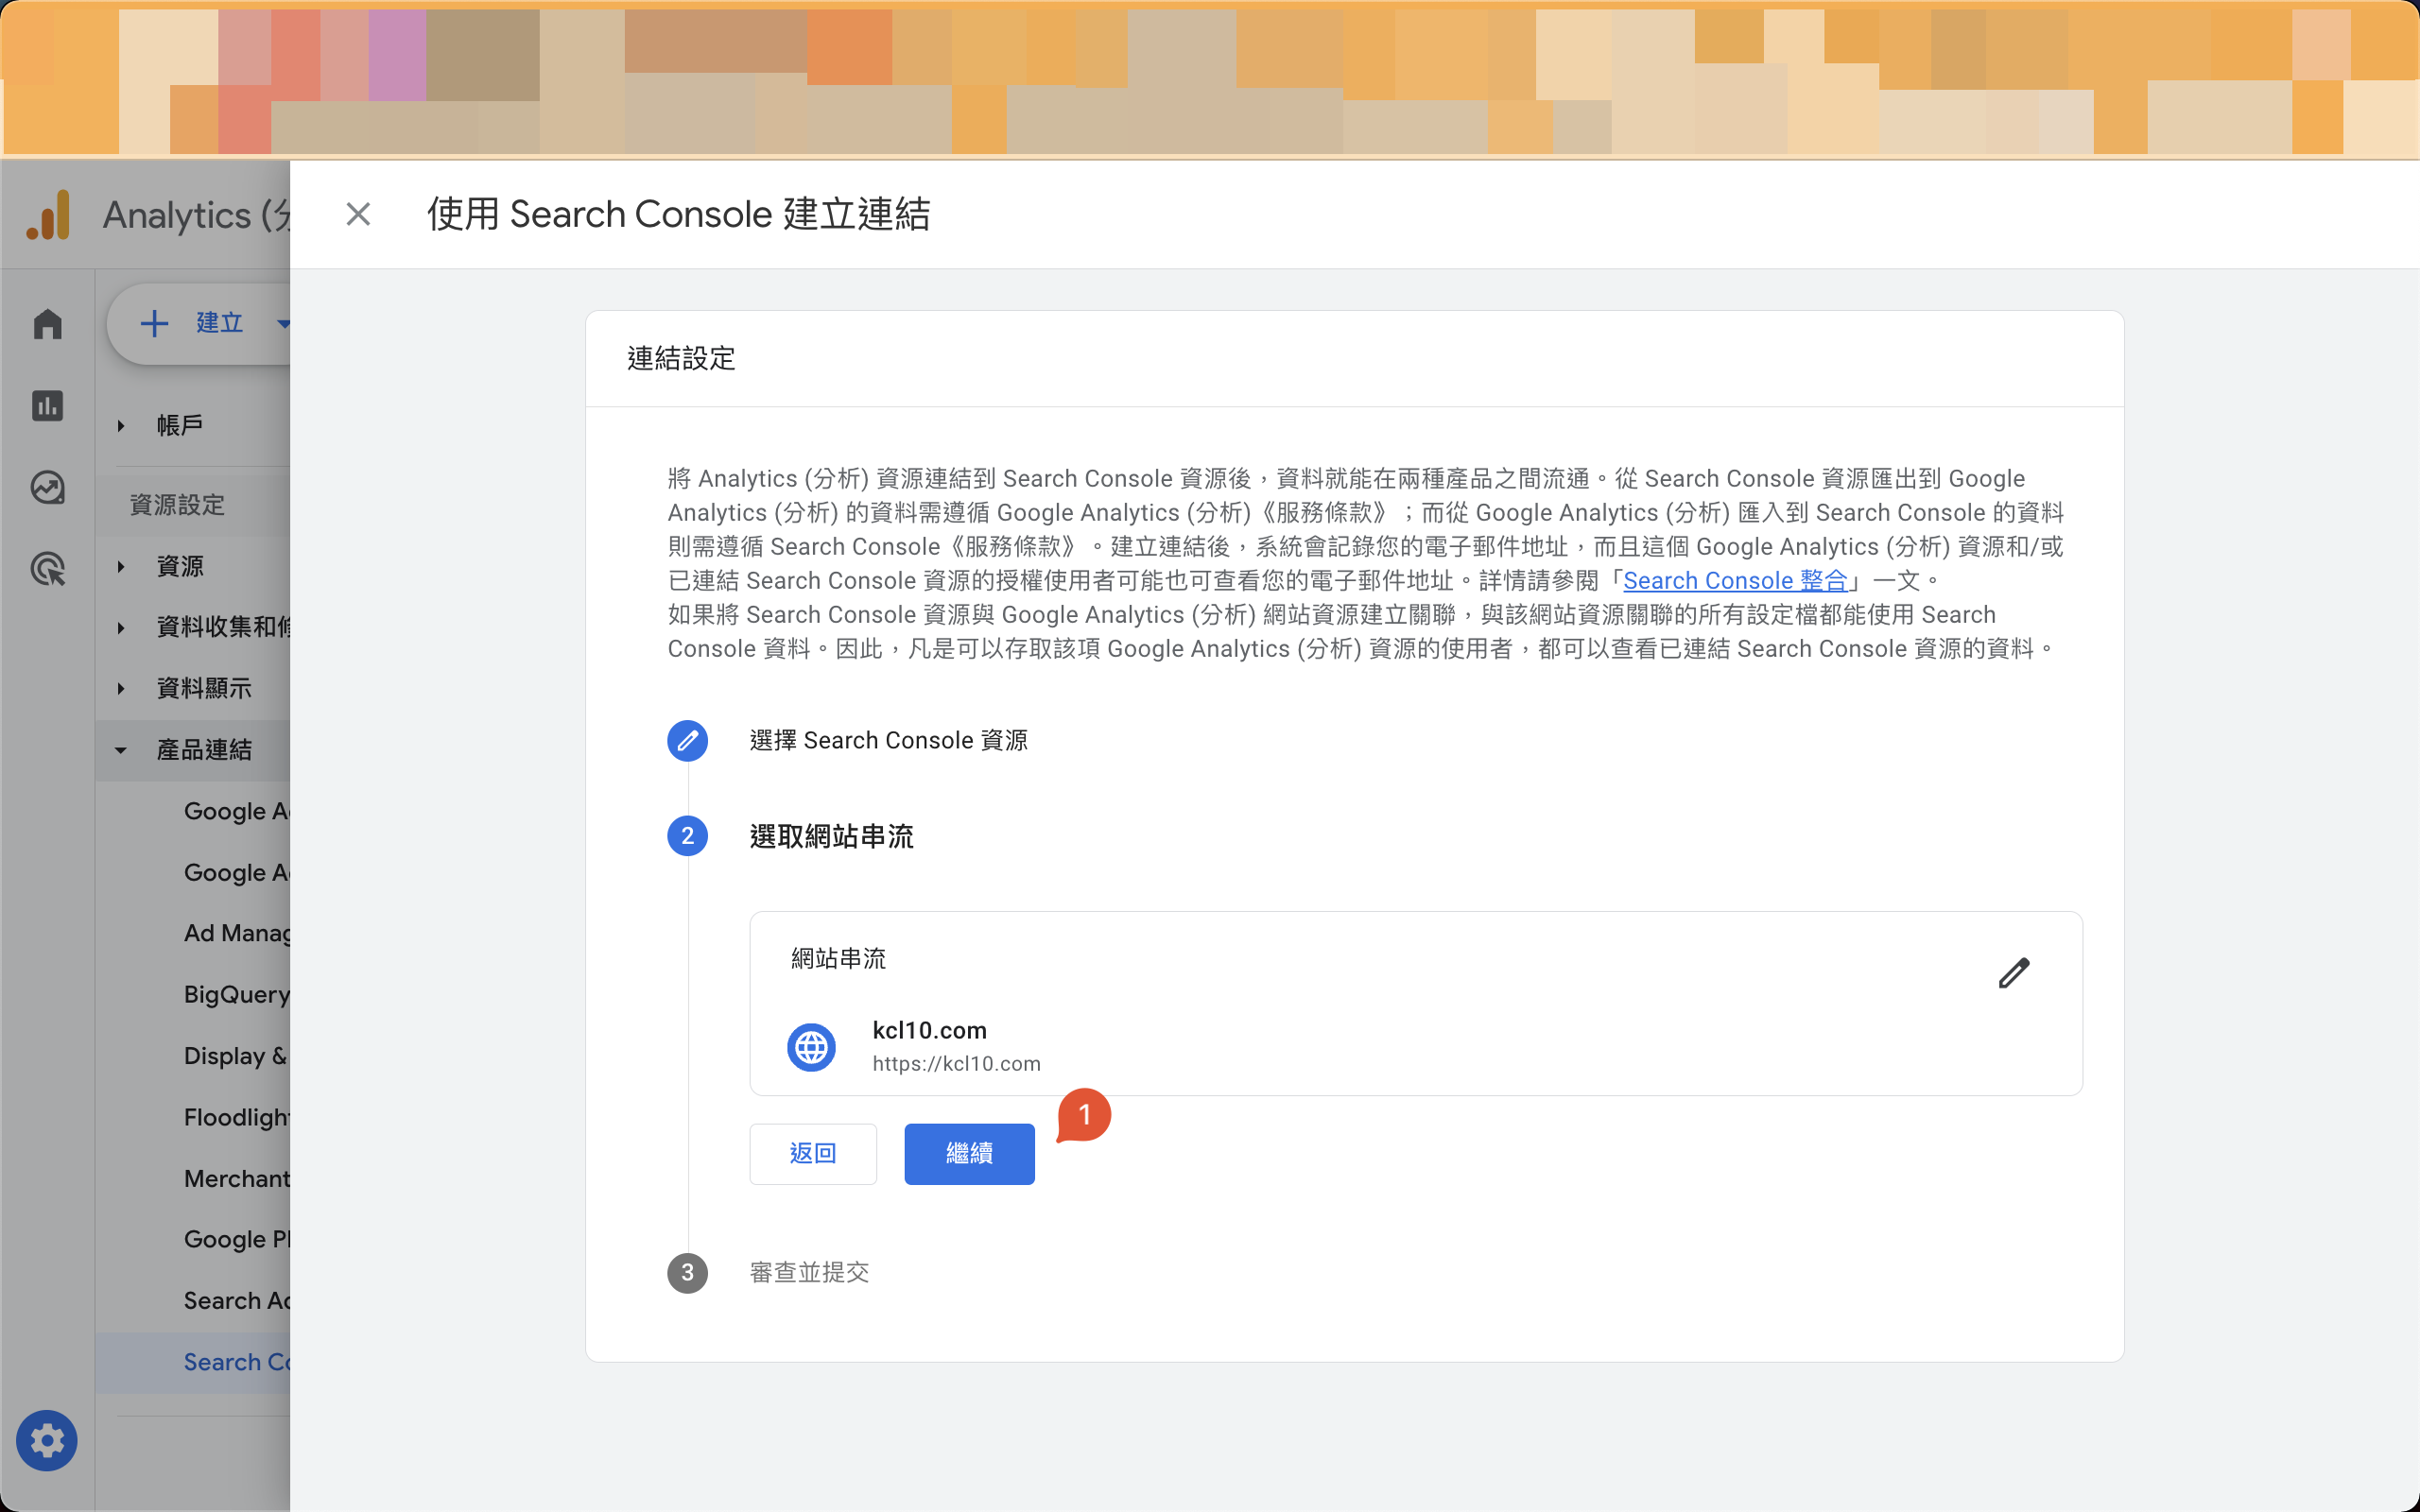 Analytics (分
使用 Search Console 建立連結
建立
帳戶
資源設定
資源
資料收集和修
資料顯示
產品連結
Google Ad
Google Ad
Ad Manag
BigQuery
Display &
Floodlight
Merchant
Google Pl
Search Ad
Search Co
連結設定
將 Analytics (分析) 資源連結到 Search Console 資源後，資料就能在兩種產品之間流通。從 Search Console 資源匯出到 Google
Analytics (分析) 的資料需遵循 Google Analytics (分析)《服務條款》；而從 Google Analytics (分析) 匯入到 Search Console 的資料
則需遵循 Search Console《服務條款》。建立連結後，系統會記錄您的電子郵件地址，而且這個 Google Analytics (分析) 資源和/或
已連結 Search Console 資源的授權使用者可能也可查看您的電子郵件地址。詳情請參閱「Search Console 整合」一文。
如果將 Search Console 資源與 Google Analytics (分析) 網站資源建立關聯，與該網站資源關聯的所有設定檔都能使用 Search
Console 資料。因此，凡是可以存取該項 Google Analytics (分析) 資源的使用者，都可以查看已連結 Search Console 資源的資料。
選擇 Search Console 資源
2 選取網站串流
網站串流
kcl10.com
https://kcl10.com
1
返回 繼續
3 審查並提交